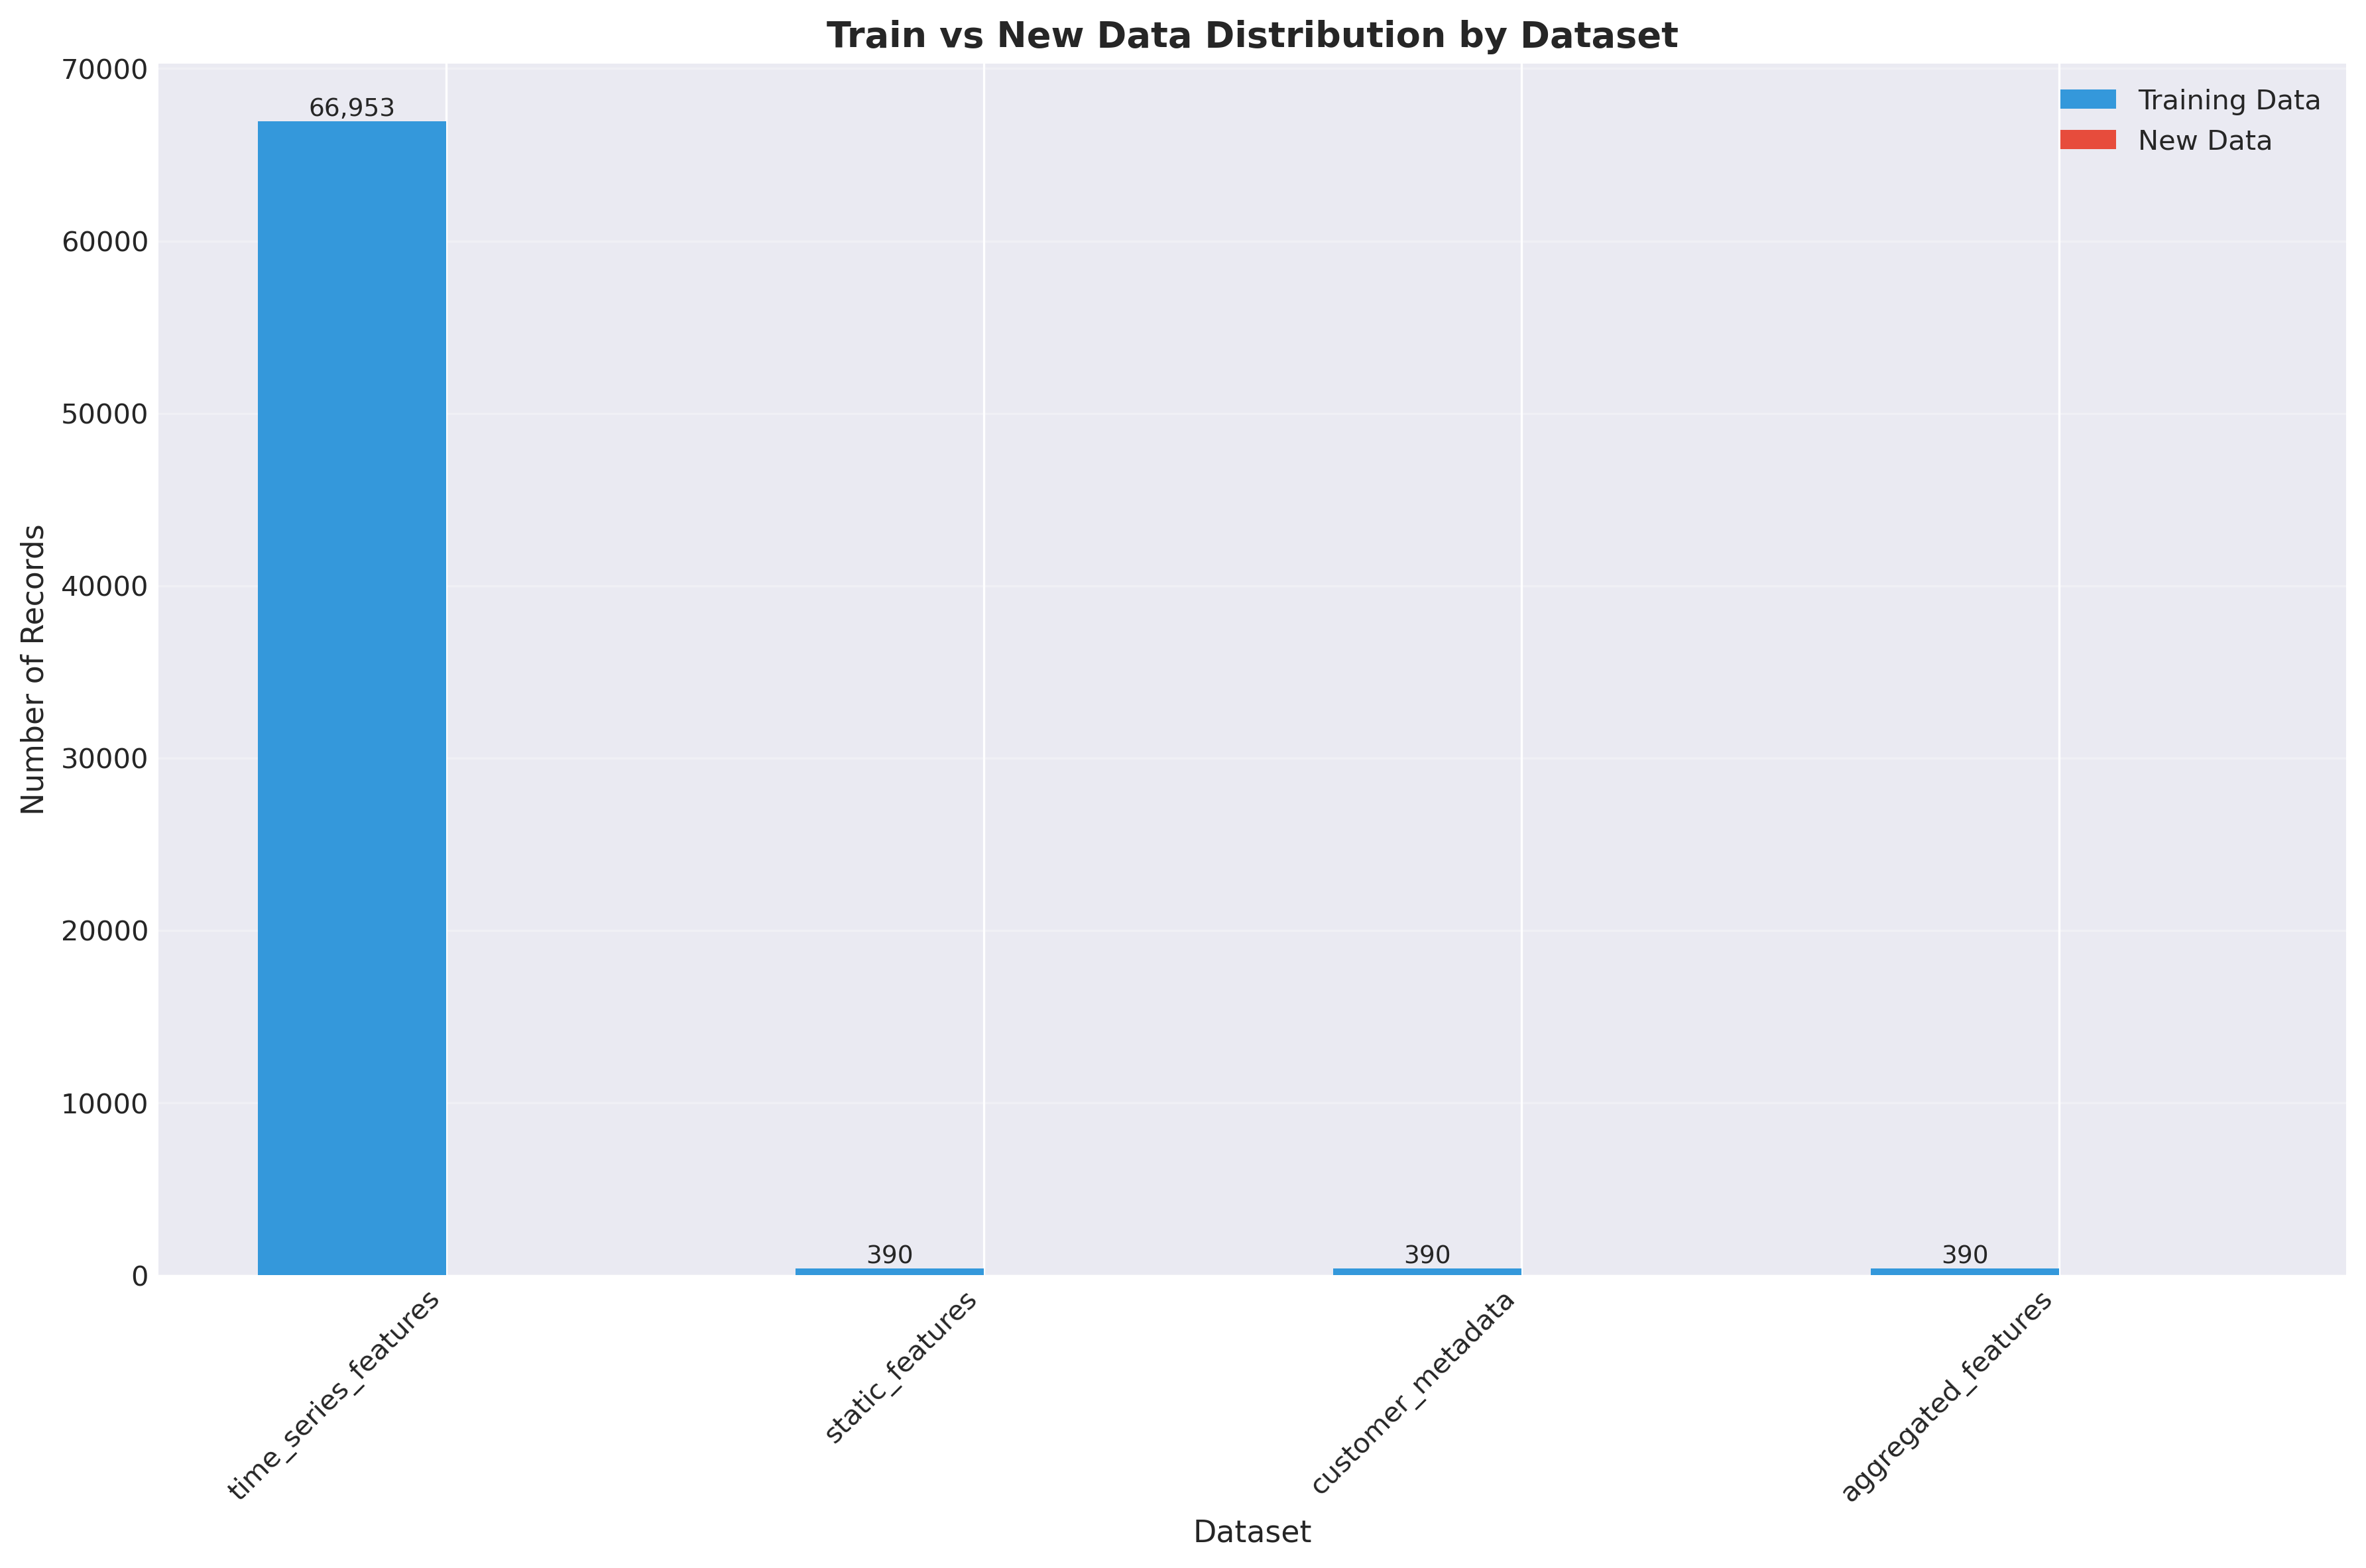 Train vs New Data Distribution by Dataset
70000
60000
50000
40000
30000
20000
10000
0
Number of Records
66,953
390
390
390
Training Data
New Data
time_series_features
static_features
customer_metadata
aggregated_features
Dataset